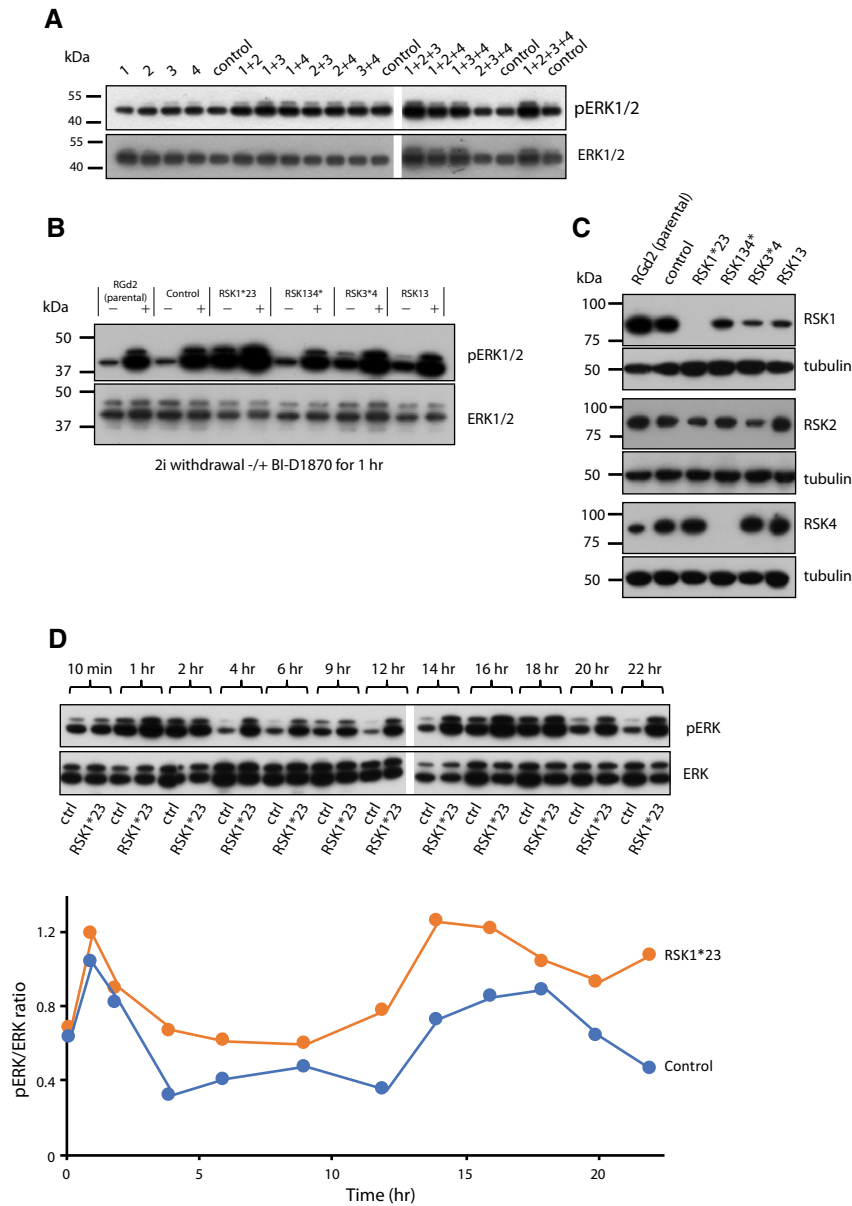 A
kDa
1 2 3 4 control 1+2 1+3 1+4 2+3 2+4 3+4 control 1+2+3 1+2+4 1+3+4 2+3+4 control 1+2+3+4 control
55
40
pERK1/2
55
40
ERK1/2
B
RGd2 (parental) Control RSK1*23 RSK134* RSK3*4 RSK13
kDa
− + − + − + − + − + − +
50
37
pERK1/2
50
37
ERK1/2
2i withdrawal -/+ BI-D1870 for 1 hr
C
RGd2 (parental) control RSK1*23 RSK134* RSK3*4 RSK13
kDa
100
75
RSK1
50
tubulin
100
75
RSK2
50
tubulin
100
75
RSK4
50
tubulin
D
10 min 1 hr 2 hr 4 hr 6 hr 9 hr 12 hr 14 hr 16 hr 18 hr 20 hr 22 hr
pERK
ERK
ctrl RSK1*23 ctrl RSK1*23 ctrl RSK1*23 ctrl RSK1*23 ctrl RSK1*23 ctrl RSK1*23 ctrl RSK1*23 ctrl RSK1*23 ctrl RSK1*23 ctrl RSK1*23 ctrl RSK1*23 ctrl RSK1*23
pERK/ERK ratio
1.2
0.8
0.4
0
RSK1*23
Control
0 5 10 15 20
Time (hr)